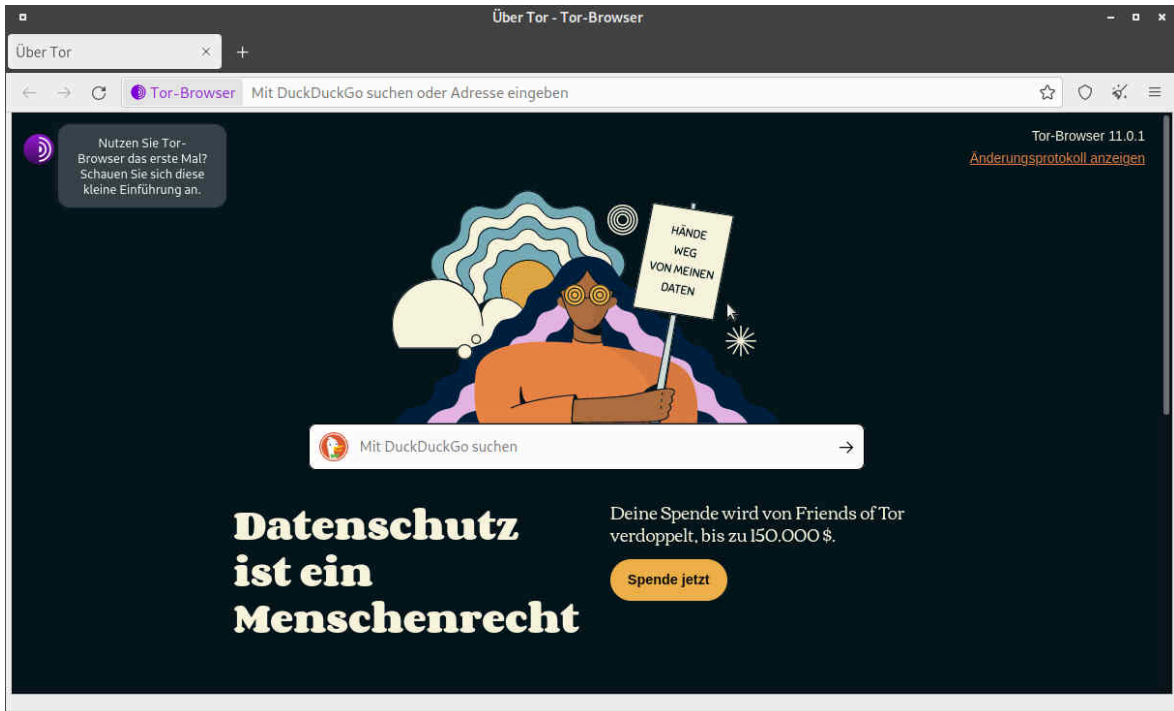 Über Tor - Tor-Browser
Über Tor
Tor-Browser
Mit DuckDuckGo suchen oder Adresse eingeben
Nutzen Sie Tor-
Browser das erste Mal?
Schauen Sie sich diese
kleine Einführung an.
Tor-Browser 11.0.1
Änderungsprotokoll anzeigen
HÄNDE
WEG
VON MEINEN
DATEN
Mit DuckDuckGo suchen
Datenschutz
ist ein
Menschenrecht
Deine Spende wird von Friends of Tor
verdoppelt, bis zu 150.000 $.
Spende jetzt